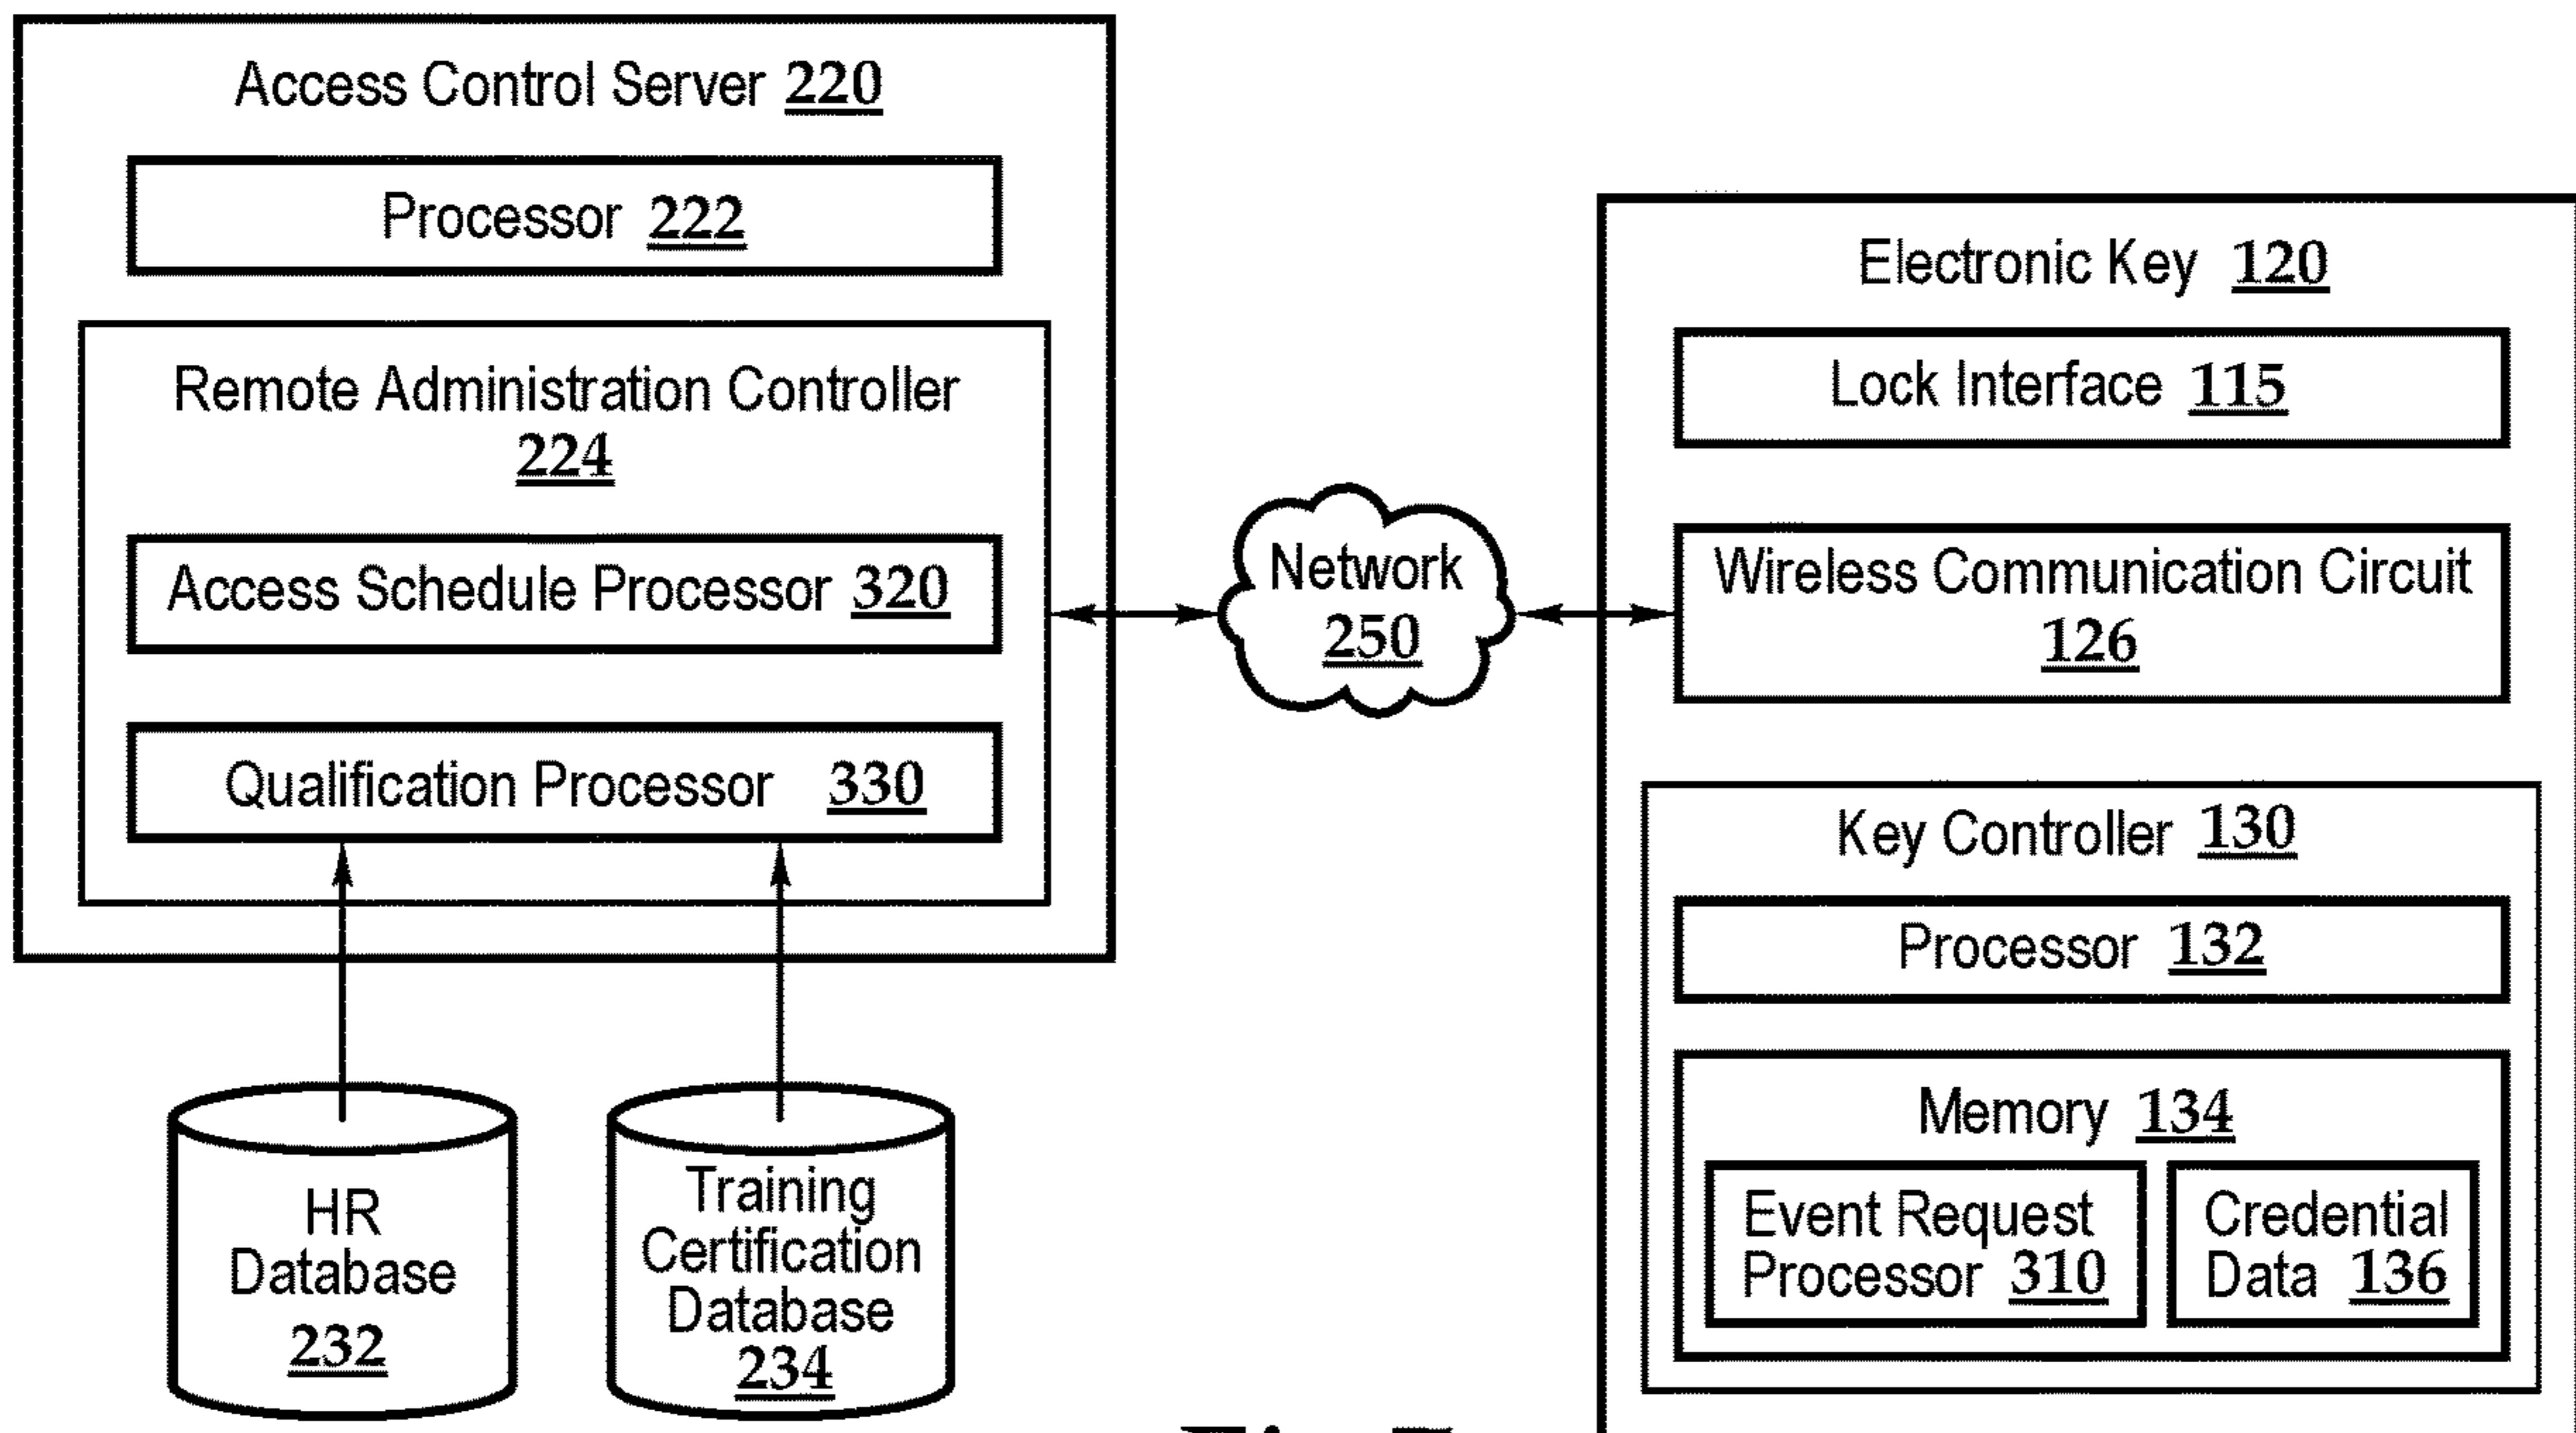 Access Control Server 220
Processor 222
Remote Administration Controller
224
Access Schedule Processor 320
Qualification Processor 330
HR
Database
232
Training
Certification
Database
234
Network
250
Electronic Key 120
Lock Interface 115
Wireless Communication Circuit
126
Key Controller 130
Processor 132
Memory 134
Event Request
Processor 310
Credential
Data 136